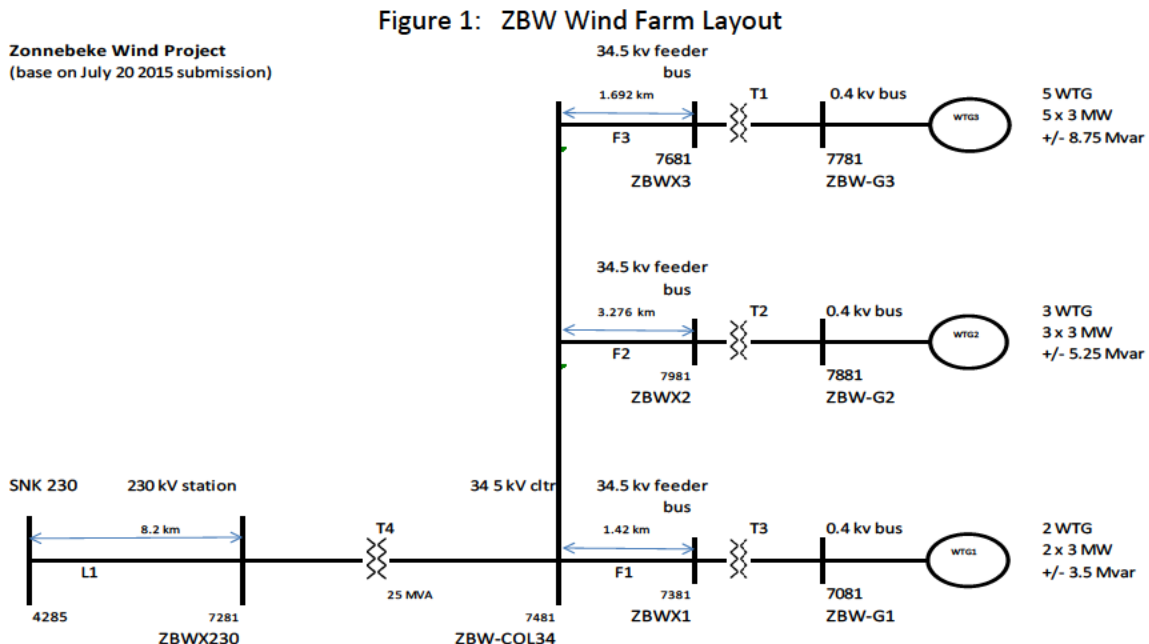 Figure 1: ZBW Wind Farm Layout
Zonnebeke Wind Project
(base on July 20 2015 submission)
34.5 kv feeder
bus
1.692 km
T1
0.4 kv bus
WTG3
5 WTG
5 x 3 MW
+/- 8.75 Mvar
F3
7681
ZBWX3
7781
ZBW-G3
34.5 kv feeder
bus
3.276 km
T2
0.4 kv bus
WTG2
3 WTG
3 x 3 MW
+/- 5.25 Mvar
F2
7981
ZBWX2
7881
ZBW-G2
SNK 230
230 kV station
34 5 kV cltr
34.5 kv feeder
bus
8.2 km
T4
1.42 km
T3
0.4 kv bus
WTG1
2 WTG
2 x 3 MW
+/- 3.5 Mvar
L1
25 MVA
F1
4285
7281
ZBWX230
7481
ZBW-COL34
7381
ZBWX1
7081
ZBW-G1